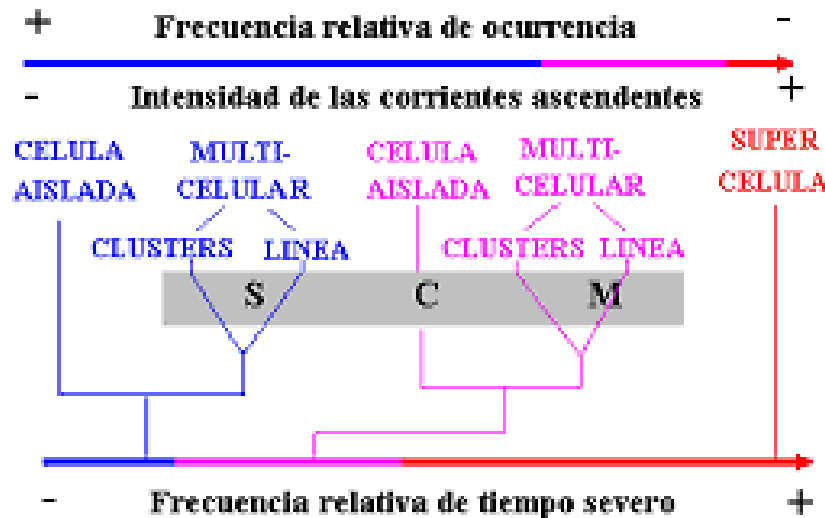 + Frecuencia relativa de ocurrencia -
- Intensidad de las corrientes ascendentes +
CELULA AISLADA
MULTI-
CELULAR
CLUSTERS LINEA
CELULA AISLADA
MULTI-
CELULAR
CLUSTERS LINEA
SUPER
CELULA
S C M
- Frecuencia relativa de tiempo severo +